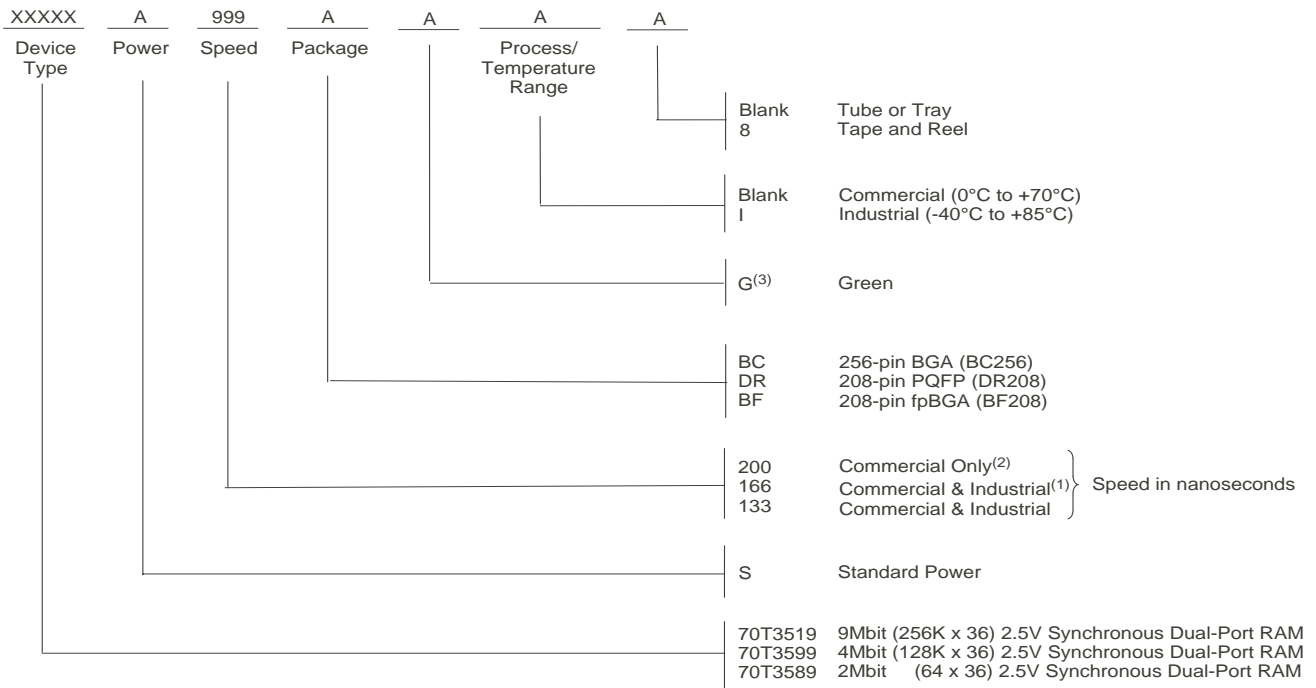 XXXXX A 999 A A A A
Device Type Power Speed Package Process/ Temperature Range
Blank Tube or Tray
8 Tape and Reel
Blank Commercial (0°C to +70°C)
I Industrial (-40°C to +85°C)
G(3) Green
BC 256-pin BGA (BC256)
DR 208-pin PQFP (DR208)
BF 208-pin fpBGA (BF208)
200 Commercial Only(2)
166 Commercial & Industrial(1) Speed in nanoseconds
133 Commercial & Industrial
S Standard Power
70T3519 9Mbit (256K x 36) 2.5V Synchronous Dual-Port RAM
70T3599 4Mbit (128K x 36) 2.5V Synchronous Dual-Port RAM
70T3589 2Mbit (64 x 36) 2.5V Synchronous Dual-Port RAM